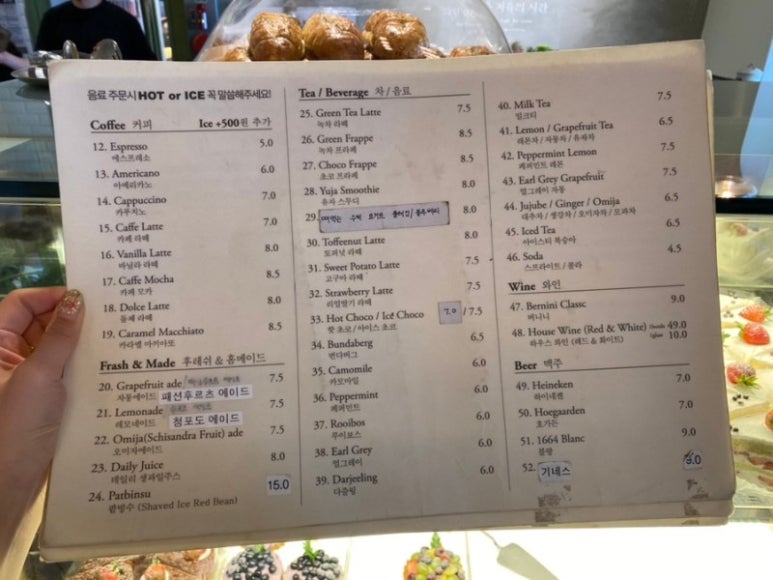 음료 주문시 HOT or ICE 꼭 말씀해주세요!
Coffee 커피 Ice +500원 추가
12. Espresso 5.0
에스프레소
13. Americano 6.0
아메리카노
14. Cappuccino 7.0
카푸치노
15. Caffe Latte 7.0
카페 라떼
16. Vanilla Latte 8.0
바닐라 라떼
17. Caffe Mocha 8.5
카페 모카
18. Dolce Latte 8.0
돌체 라떼
19. Caramel Macchiato 8.5
카라멜 마끼아또
Frash & Made 후레쉬 & 홈메이드
20. Grapefruit ade 7.5
자몽에이드 패션후르츠 에이드
21. Lemonade 7.5
레모네이드 청포도 에이드
22. Omija(Schisandra Fruit) ade 7.5
오미자에이드
23. Daily Juice 8.0
데일리 생과일주스
24. Patbinsu 15.0
팥빙수 (Shaved Ice Red Bean)
Tea / Beverage 차 / 음료
25. Green Tea Latte 7.5
녹차 라떼
26. Green Frappe 8.5
녹차 프라페
27. Choco Frappe 8.5
초코 프라페
28. Yuja Smoothie 8.0
유자 스무디
29. 떠먹는 수제 요거트 8.0
30. Toffeenut Latte 8.0
토피넛 라떼
31. Sweet Potato Latte 7.5
고구마 라떼
32. Strawberry Latte 7.5
리얼딸기 라떼
33. Hot Choco / Ice Choco 7.0 / 7.5
핫 초코 / 아이스 초코
34. Bundaberg 6.5
번다버그
35. Camomile 6.0
카모마일
36. Peppermint 6.0
페퍼민트
37. Rooibos 6.0
루이보스
38. Earl Grey 6.0
얼그레이
39. Darjeeling 6.0
다즐링
40. Milk Tea 7.5
밀크티
41. Lemon / Grapefruit Tea 7.5
레몬차 / 자몽차 / 유자차
42. Peppermint Lemon 7.5
페퍼민트 레몬
43. Earl Grey Grapefruit 7.5
얼그레이 자몽
44. Jujube / Ginger / Omija 7.5
대추차 / 생강차 / 오미자차 / 모과차
45. Iced Tea 6.5
아이스티 복숭아
46. Soda 4.5
스프라이트 / 콜라
Wine 와인
47. Bernini Classc 9.0
버니니
48. House Wine (Red & White) 49.0
하우스 와인 (레드 & 화이트) 10.0
Beer 맥주
49. Heineken 7.0
하이네켄
50. Hoegaarden 7.0
호가든
51. 1664 Blanc 9.0
블랑
52. 기네스 9.0